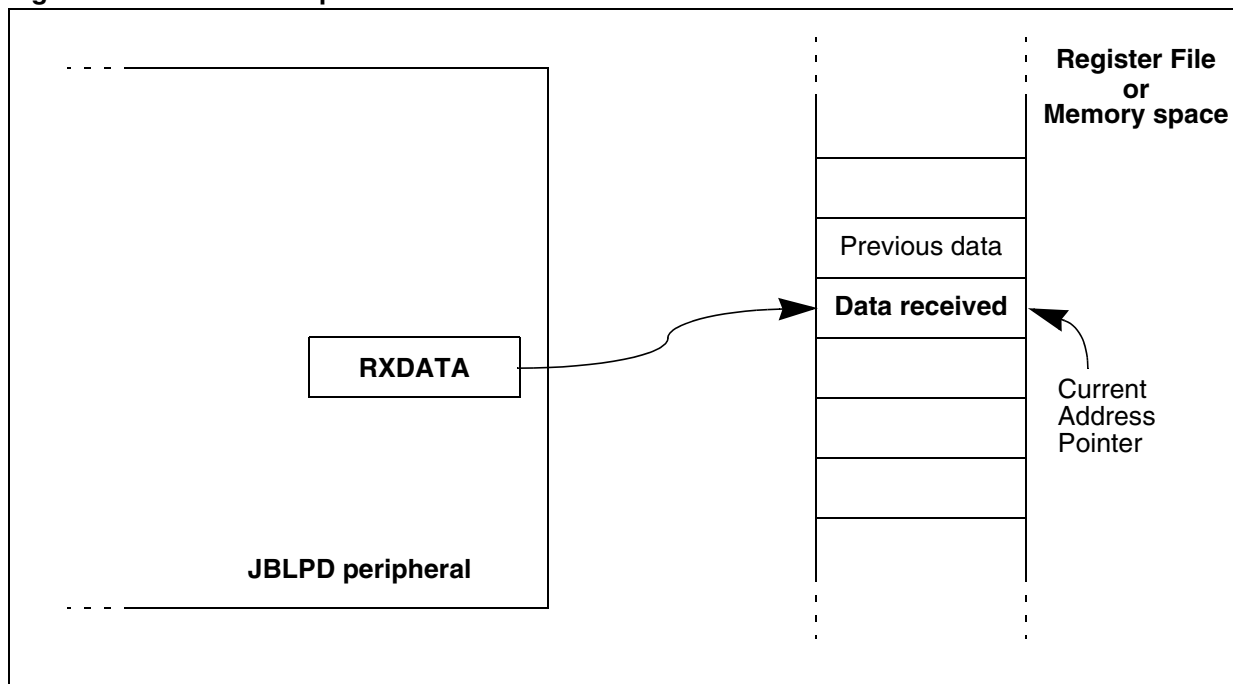 Register File
or
Memory space
Previous data
Data received
RXDATA
Current
Address
Pointer
JBLPD peripheral